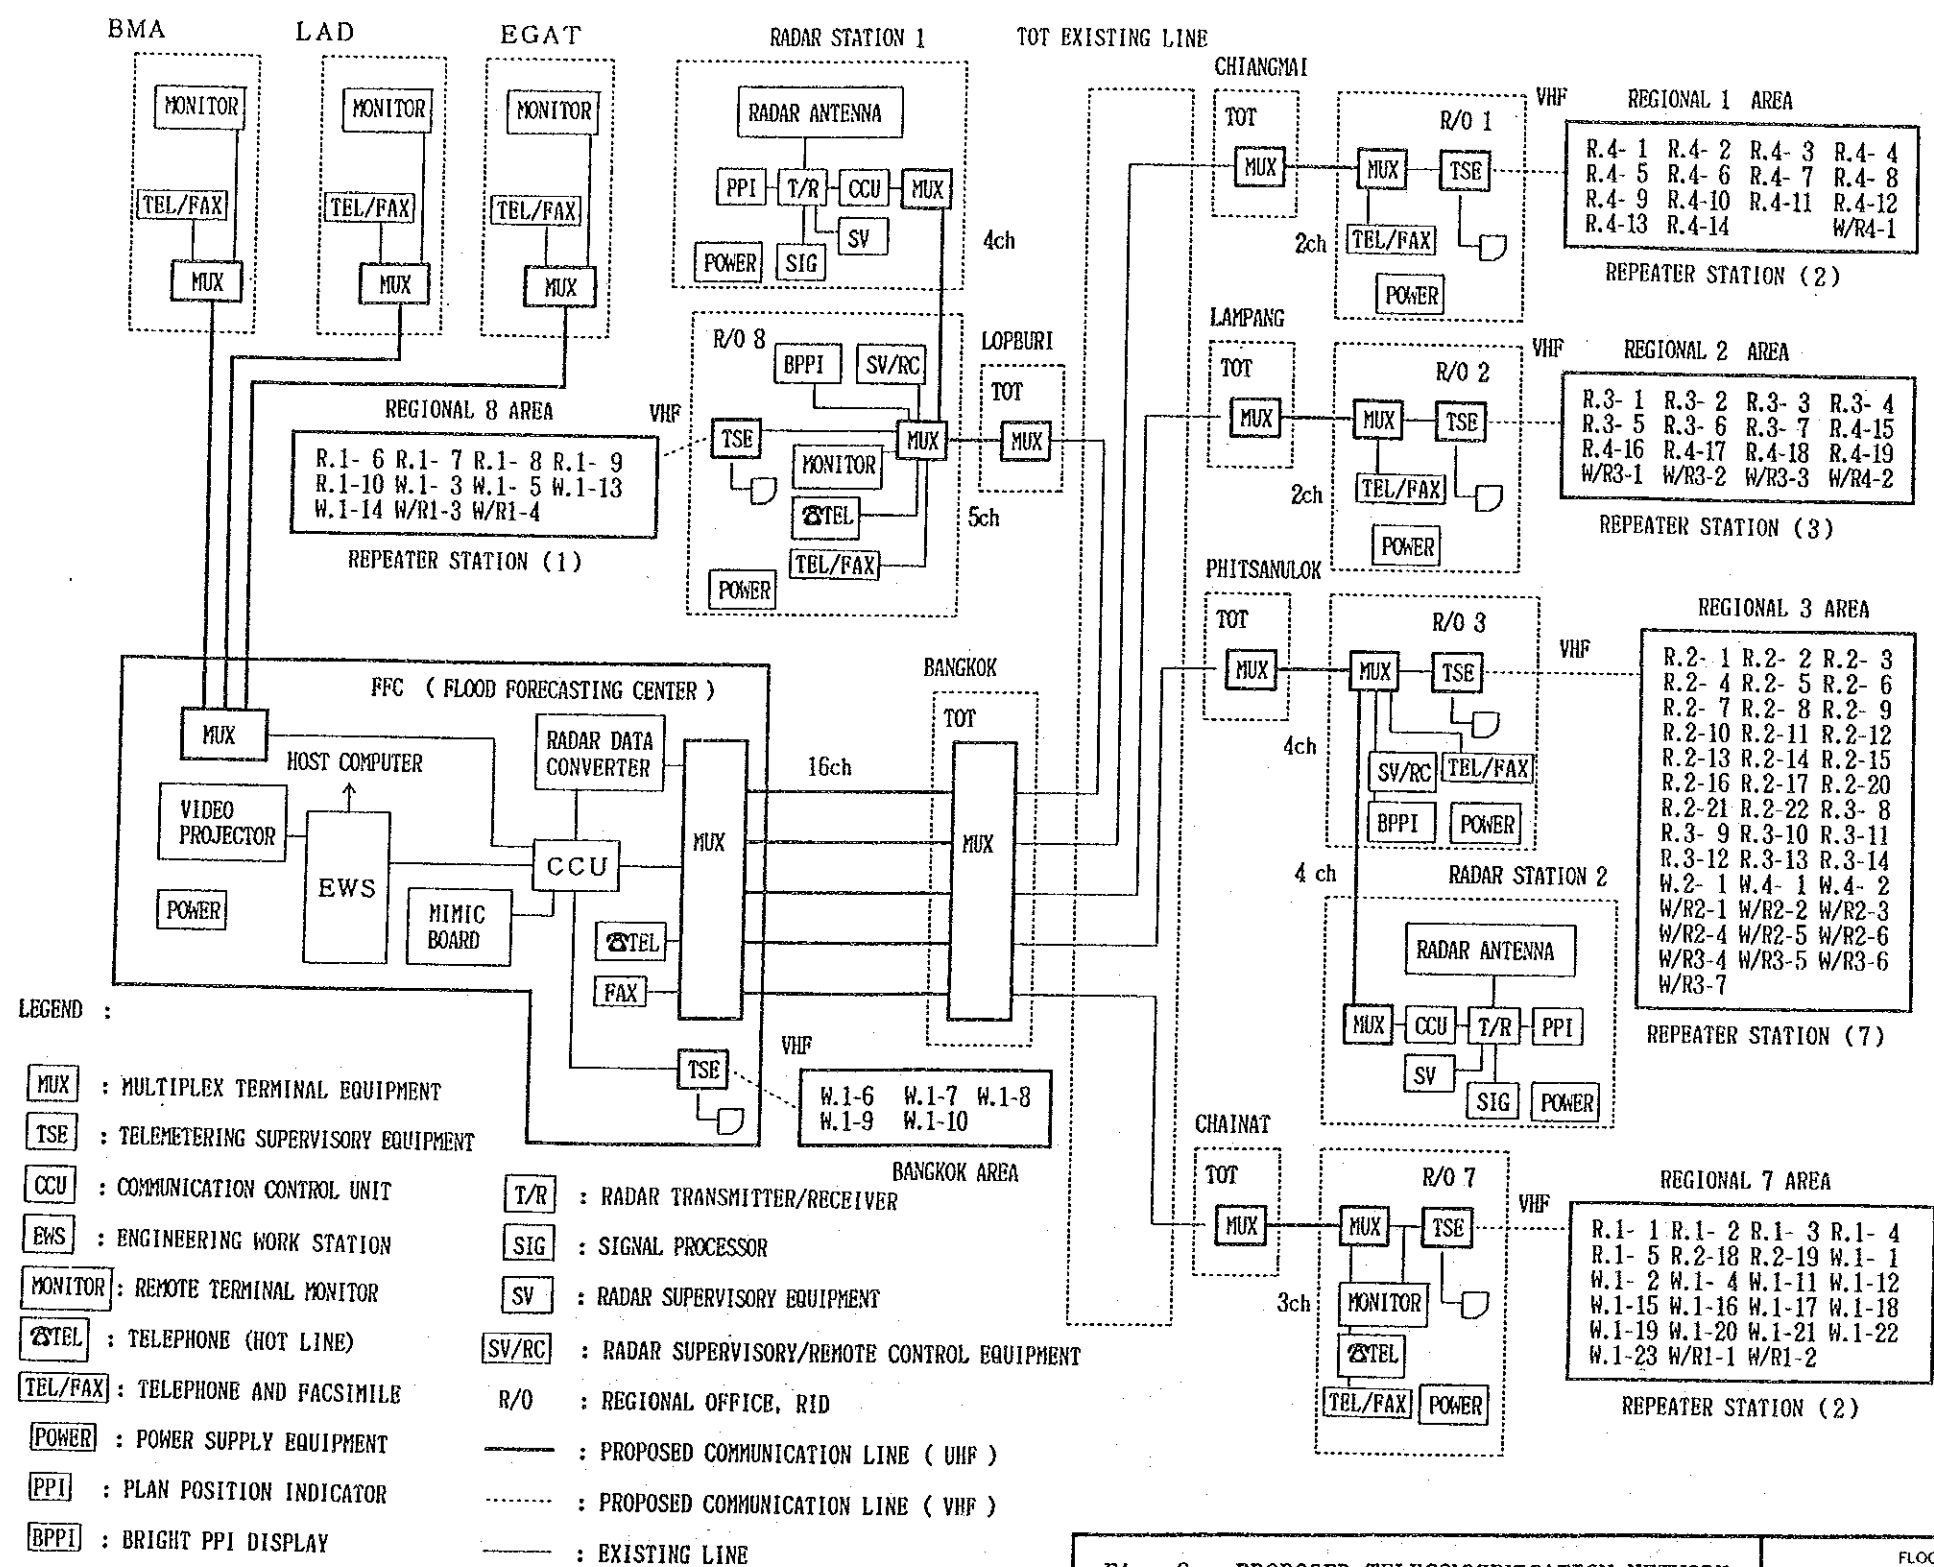 BMA
LAD
EGAT
MONITOR
TEL/FAX
MUX
MONITOR
TEL/FAX
MUX
MONITOR
TEL/FAX
MUX
RADAR STATION 1
RADAR ANTENNA
PPI
T/R
CCU
MUX
SV
POWER
SIG
4ch
R/O 8
BPPI
SV/RC
VHF
TSE
MUX
MONITOR
☎TEL
TEL/FAX
POWER
5ch
LOPBURI
TOT
MUX
REGIONAL 8 AREA
R.1- 6 R.1- 7 R.1- 8 R.1- 9
R.1-10 W.1- 3 W.1- 5 W.1-13
W.1-14 W/R1-3 W/R1-4
REPEATER STATION (1)
TOT EXISTING LINE
CHIANGMAI
TOT
MUX
R/O 1
MUX
TSE
2ch
TEL/FAX
POWER
VHF
REGIONAL 1 AREA
R.4- 1 R.4- 2 R.4- 3 R.4- 4
R.4- 5 R.4- 6 R.4- 7 R.4- 8
R.4- 9 R.4-10 R.4-11 R.4-12
R.4-13 R.4-14 W/R4-1
REPEATER STATION (2)
LAMPANG
TOT
MUX
R/O 2
MUX
TSE
2ch
TEL/FAX
POWER
VHF
REGIONAL 2 AREA
R.3- 1 R.3- 2 R.3- 3 R.3- 4
R.3- 5 R.3- 6 R.3- 7 R.4-15
R.4-16 R.4-17 R.4-18 R.4-19
W/R3-1 W/R3-2 W/R3-3 W/R4-2
REPEATER STATION (3)
PHITSANULOK
TOT
MUX
R/O 3
MUX
TSE
4ch
SV/RC
TEL/FAX
BPPI
POWER
VHF
REGIONAL 3 AREA
R.2- 1 R.2- 2 R.2- 3
R.2- 4 R.2- 5 R.2- 6
R.2- 7 R.2- 8 R.2- 9
R.2-10 R.2-11 R.2-12
R.2-13 R.2-14 R.2-15
R.2-16 R.2-17 R.2-20
R.2-21 R.2-22 R.3- 8
R.3- 9 R.3-10 R.3-11
R.3-12 R.3-13 R.3-14
W.2- 1 W.4- 1 W.4- 2
W/R2-1 W/R2-2 W/R2-3
W/R2-4 W/R2-5 W/R2-6
W/R3-4 W/R3-5 W/R3-6
W/R3-7
REPEATER STATION (7)
4 ch
RADAR STATION 2
RADAR ANTENNA
MUX
CCU
T/R
PPI
SV
SIG
POWER
CHAINAT
TOT
MUX
R/O 7
MUX
TSE
3ch
MONITOR
☎TEL
TEL/FAX
POWER
VHF
REGIONAL 7 AREA
R.1- 1 R.1- 2 R.1- 3 R.1- 4
R.1- 5 R.2-18 R.2-19 W.1- 1
W.1- 2 W.1- 4 W.1-11 W.1-12
W.1-15 W.1-16 W.1-17 W.1-18
W.1-19 W.1-20 W.1-21 W.1-22
W.1-23 W/R1-1 W/R1-2
REPEATER STATION (2)
FFC ( FLOOD FORECASTING CENTER )
MUX
HOST COMPUTER
RADAR DATA
CONVERTER
VIDEO
PROJECTOR
EWS
CCU
MUX
MIMIC
BOARD
POWER
☎TEL
FAX
TSE
16ch
BANGKOK
TOT
MUX
VHF
W.1-6 W.1-7 W.1-8
W.1-9 W.1-10
BANGKOK AREA
LEGEND :
MUX : MULTIPLEX TERMINAL EQUIPMENT
TSE : TELEMETERING SUPERVISORY EQUIPMENT
CCU : COMMUNICATION CONTROL UNIT
EWS : ENGINEERING WORK STATION
MONITOR : REMOTE TERMINAL MONITOR
☎TEL : TELEPHONE (HOT LINE)
TEL/FAX : TELEPHONE AND FACSIMILE
POWER : POWER SUPPLY EQUIPMENT
PPI : PLAN POSITION INDICATOR
BPPI : BRIGHT PPI DISPLAY
T/R : RADAR TRANSMITTER/RECEIVER
SIG : SIGNAL PROCESSOR
SV : RADAR SUPERVISORY EQUIPMENT
SV/RC : RADAR SUPERVISORY/REMOTE CONTROL EQUIPMENT
R/O : REGIONAL OFFICE, RID
: PROPOSED COMMUNICATION LINE ( UHF )
: PROPOSED COMMUNICATION LINE ( VHF )
: EXISTING LINE